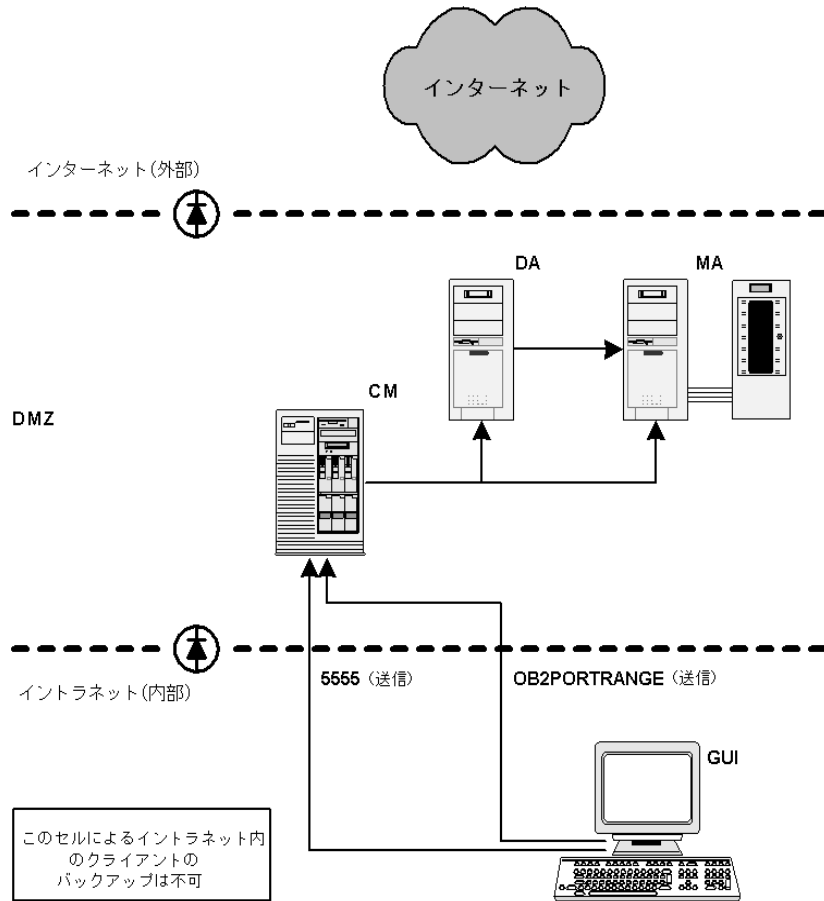 インターネット
インターネット(外部)
DA
MA
CM
DMZ
5555（送信）
OB2PORTRANGE（送信）
イントラネット(内部)
GUI
このセルによるイントラネット内
のクライアントの
バックアップは不可